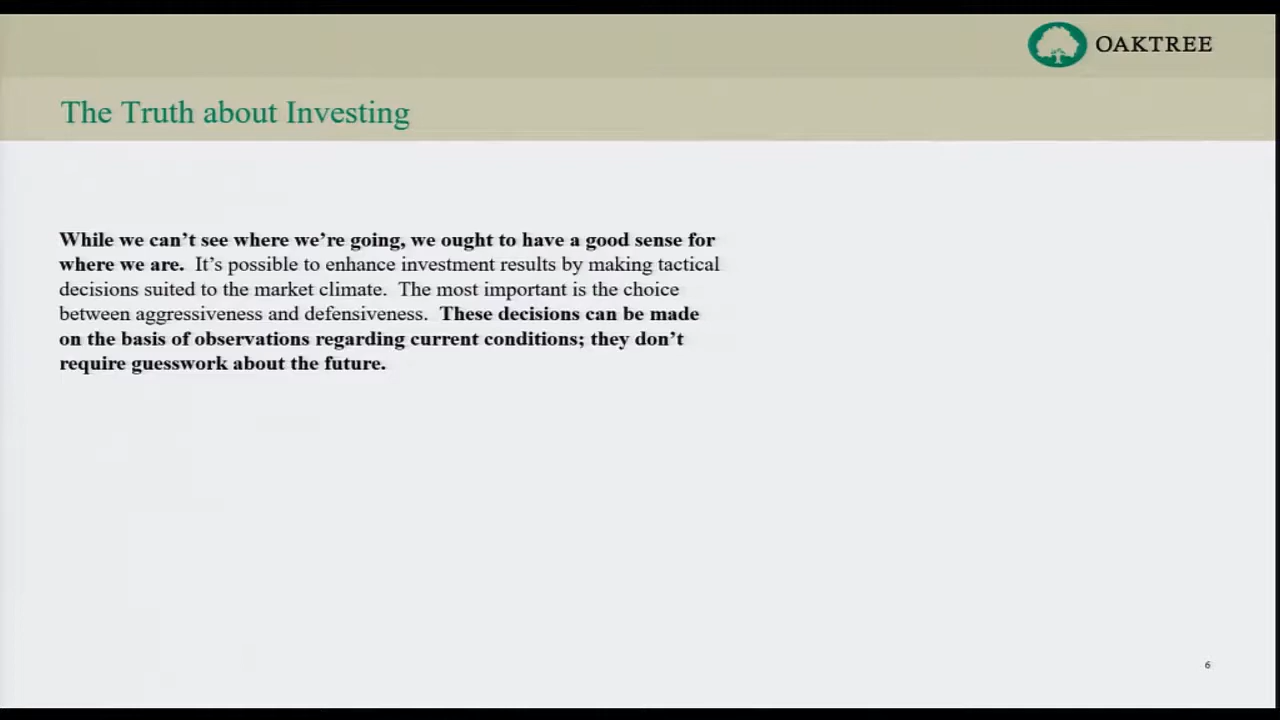 OAKTREE
The Truth about Investing
While we can't see where we're going, we ought to have a good sense for
where we are.  It's possible to enhance investment results by making tactical
decisions suited to the market climate.  The most important is the choice
between aggressiveness and defensiveness.  These decisions can be made
on the basis of observations regarding current conditions; they don't
require guesswork about the future.
6